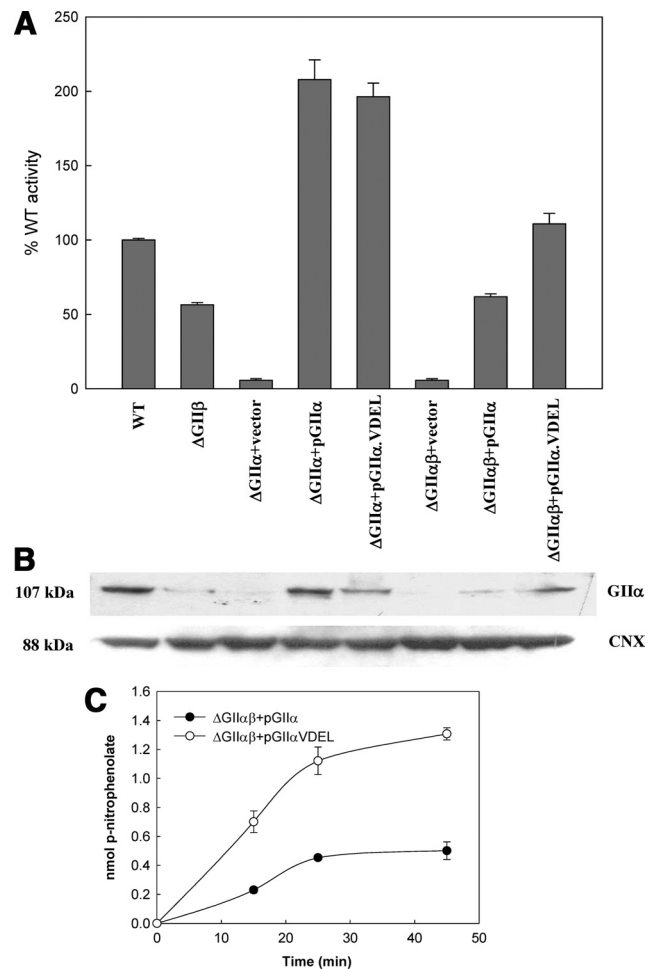 A
250
200
150
100
50
0
% WT activity
WT
ΔGIIβ
ΔGIIα+vector
ΔGIIα+pGIIα
ΔGIIα+pGIIα.VDEL
ΔGIIαβ+vector
ΔGIIαβ+pGIIα
ΔGIIαβ+pGIIα.VDEL
B
107 kDa
GIIα
88 kDa
CNX
C
1.6
1.4
1.2
1.0
0.8
0.6
0.4
0.2
0.0
nmol p-nitrophenolate
ΔGIIαβ+pGIIα
ΔGIIαβ+pGIIαVDEL
0 10 20 30 40 50
Time (min)